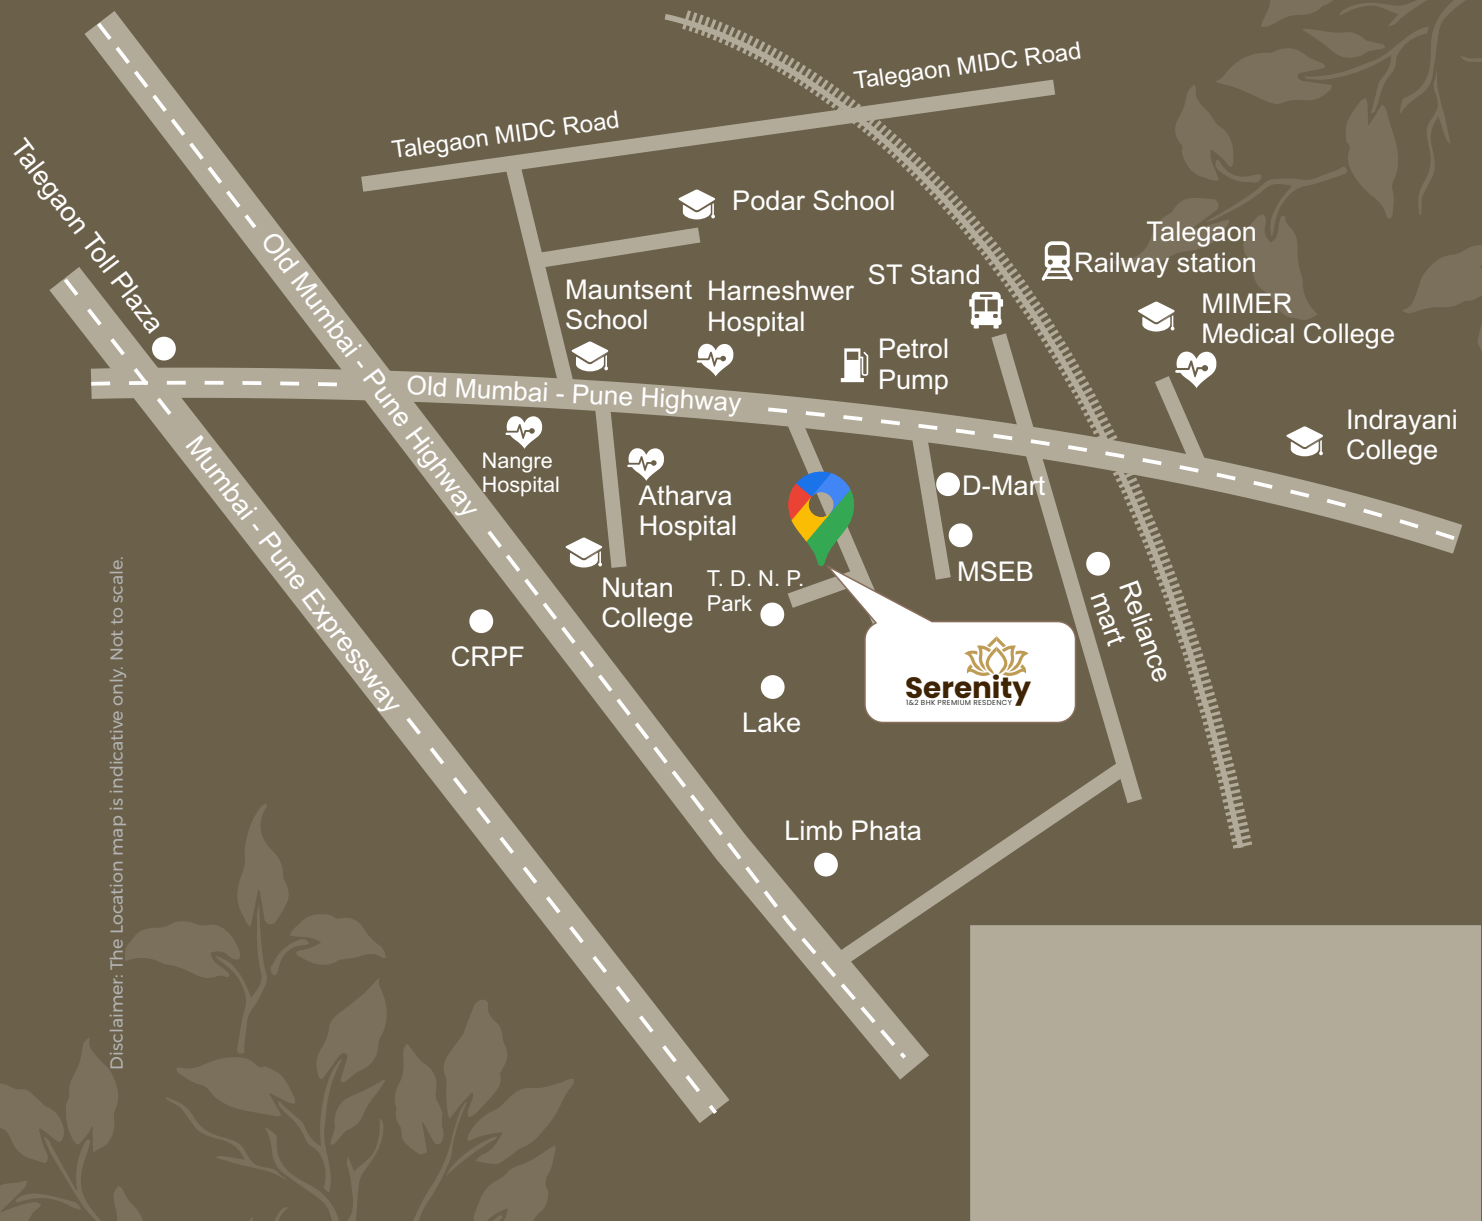 Talegaon MIDC Road
Talegaon MIDC Road
Talegaon Toll Plaza
Old Mumbai - Pune Highway
Podar School
Talegaon
Railway station
ST Stand
Mauntsent
School
Harneshwer
Hospital
MIMER
Medical College
Petrol
Pump
Old Mumbai - Pune Highway
Indrayani
College
Nangre
Hospital
Mumbai - Pune Expressway
Atharva
Hospital
D-Mart
MSEB
Nutan
College
T. D. N. P.
Park
Reliance
mart
CRPF
Serenity
1&2 BHK PREMIUM RESDENCY
Lake
Limb Phata
Disclaimer: The Location map is indicative only. Not to scale.